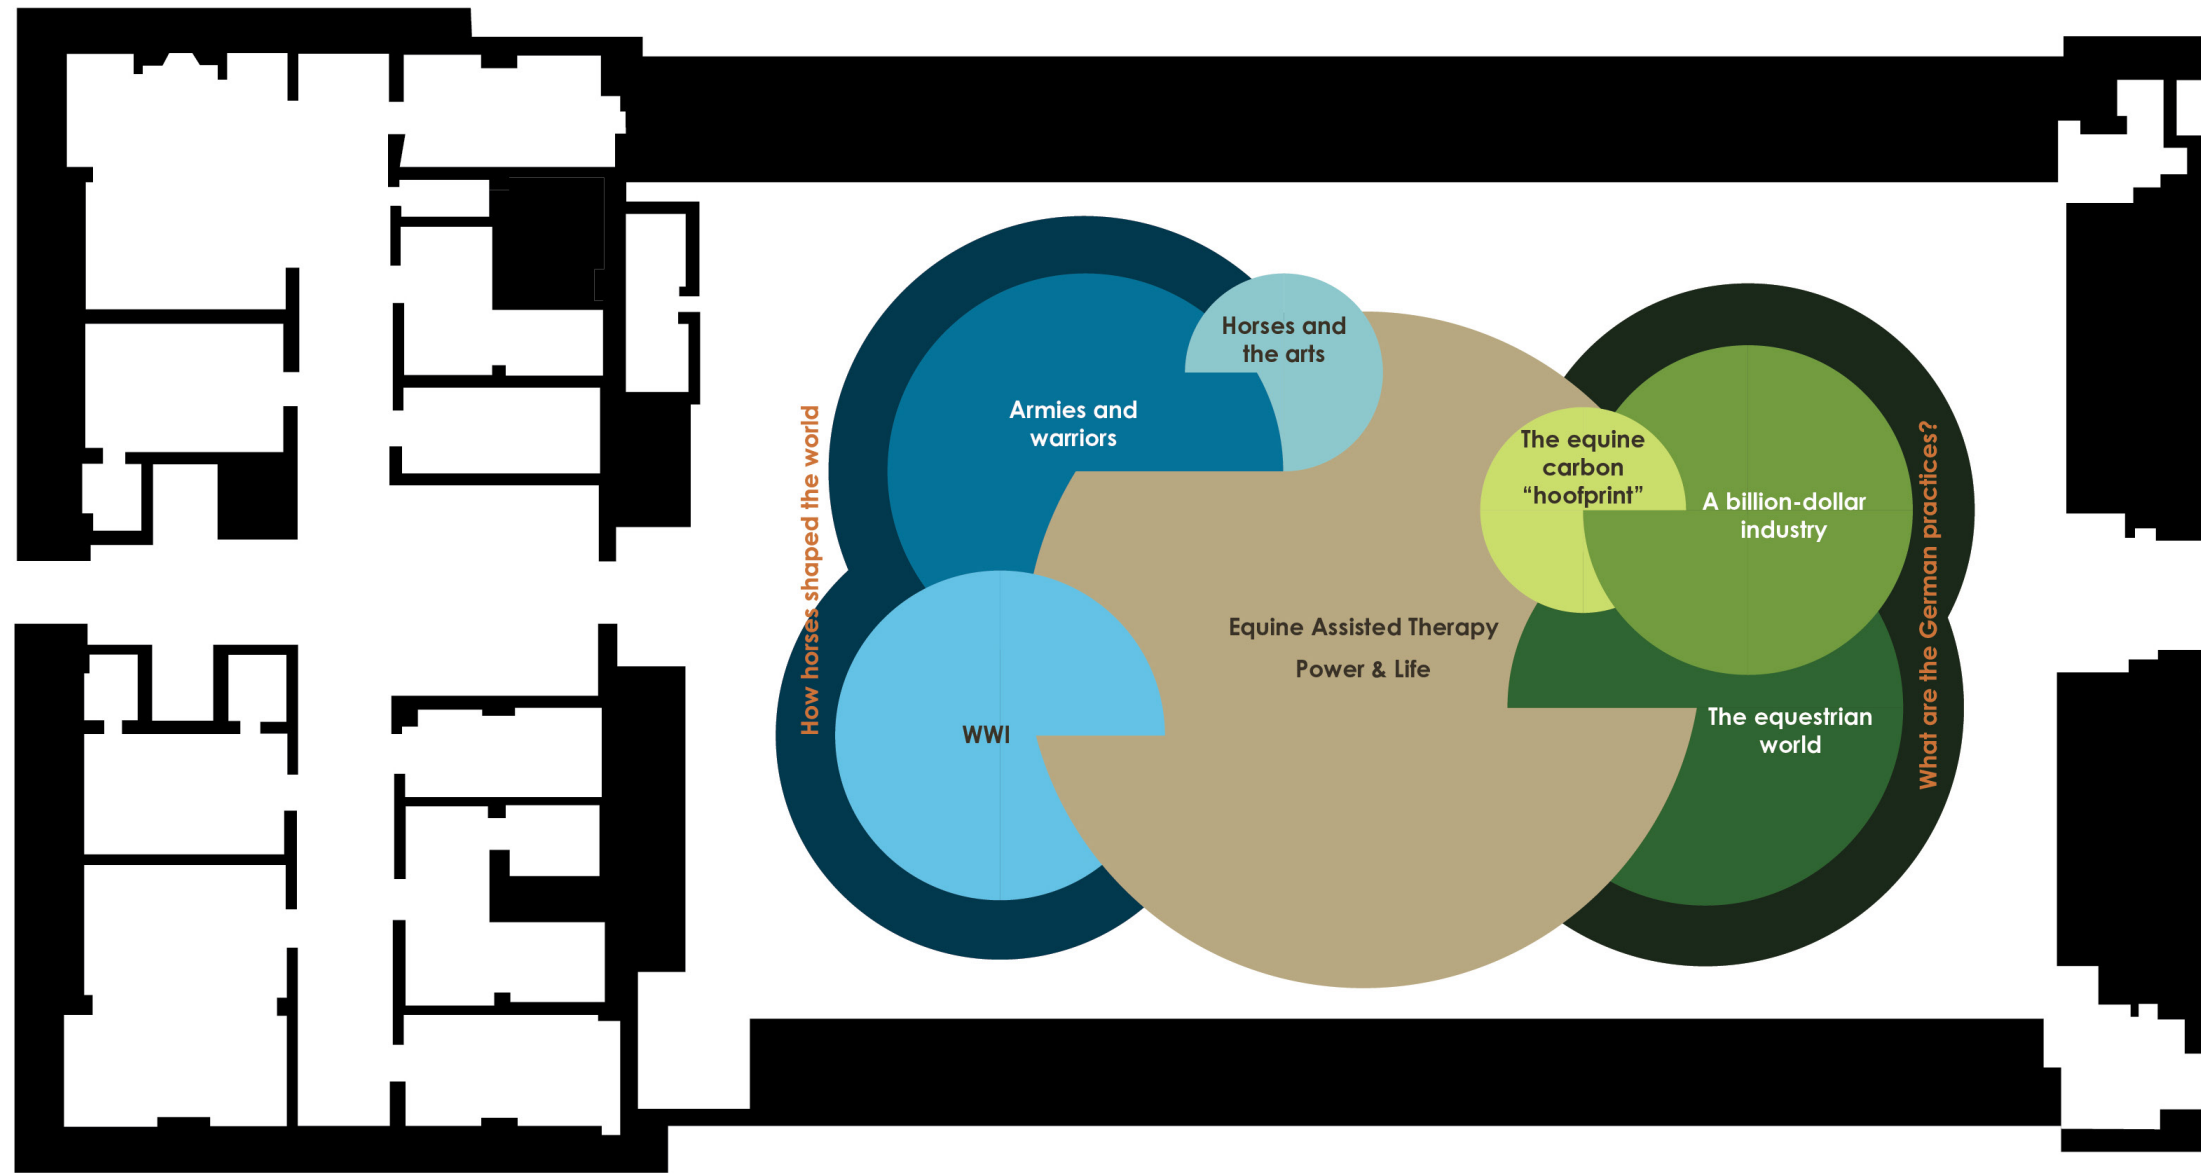 How horses shaped the world
Armies and
warriors
Horses and
the arts
WWI
Equine Assisted Therapy
Power & Life
The equine
carbon
“hoofprint”
A billion-dollar
industry
The equestrian
world
What are the German practices?